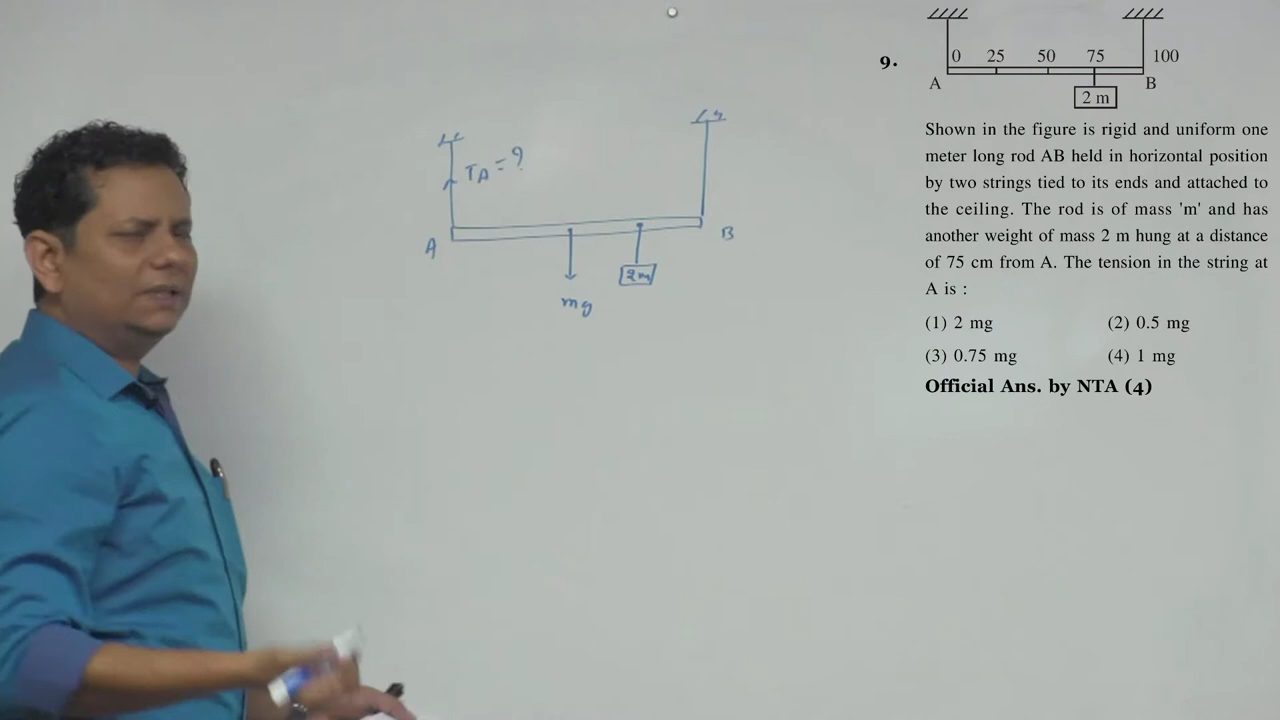 T_A = ?
A
B
2m
mg
9.
0 25 50 75 100
A
B
2 m
Shown in the figure is rigid and uniform one
meter long rod AB held in horizontal position
by two strings tied to its ends and attached to
the ceiling. The rod is of mass 'm' and has
another weight of mass 2 m hung at a distance
of 75 cm from A. The tension in the string at
A is :
(1) 2 mg (2) 0.5 mg
(3) 0.75 mg (4) 1 mg
Official Ans. by NTA (4)